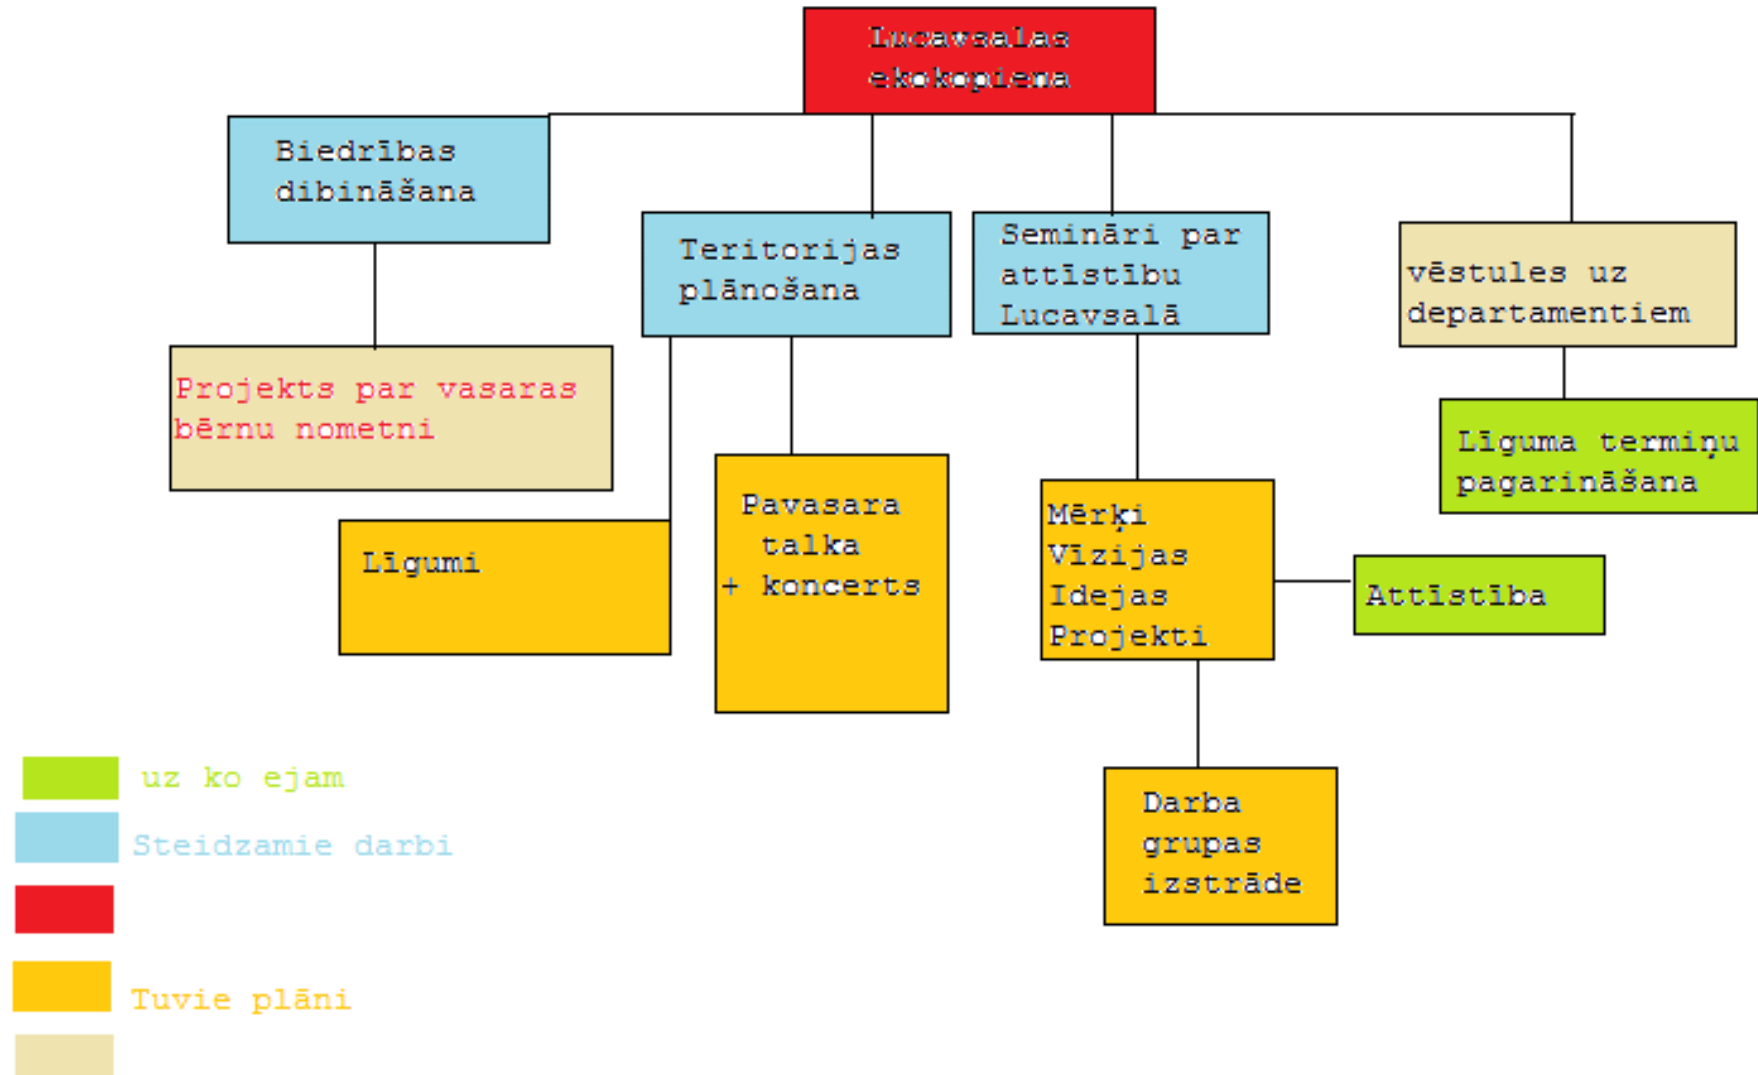 Lucavsalas
ekokopiena
Biedrības
dibināšana
Teritorijas
plānošana
Semināri par
attīstību
Lucavsalā
vēstules uz
departamentiem
Projekts par vasaras
bērnu nometni
Līguma termiņu
pagarināšana
Līgumi
Pavasara
talka
+ koncerts
Mērķi
Vīzijas
Idejas
Projekti
Attīstība
Darba
grupas
izstrāde
uz ko ejam
Steidzamie darbi
Tuvie plāni